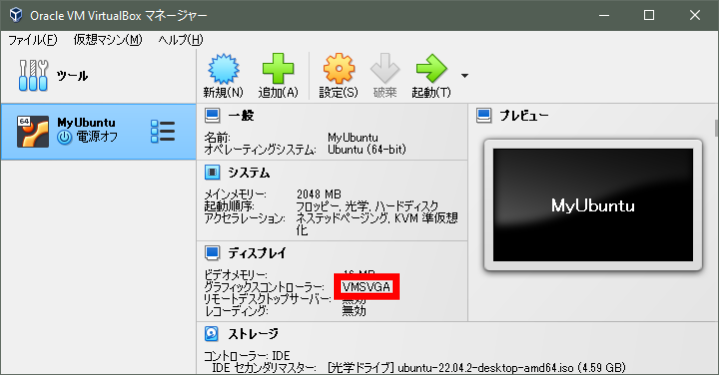 Oracle VM VirtualBox マネージャー
ファイル(F) 仮想マシン(M) ヘルプ(H)
ツール
新規(N) 追加(A) 設定(S) 破棄 起動(T)
64
MyUbuntu
電源オフ
一般
名前: MyUbuntu
オペレーティングシステム: Ubuntu (64-bit)
システム
メインメモリー: 2048 MB
起動順序: フロッピー, 光学, ハードディスク
アクセラレーション: ネステッドページング, KVM 準仮想
化
ディスプレイ
ビデオメモリー: 16 MB
グラフィックスコントローラー: VMSVGA
リモートデスクトップサーバー: 無効
レコーディング: 無効
ストレージ
コントローラー: IDE
IDE セカンダリマスター: [光学ドライブ] ubuntu-22.04.2-desktop-amd64.iso (4.59 GB)
プレビュー
MyUbuntu